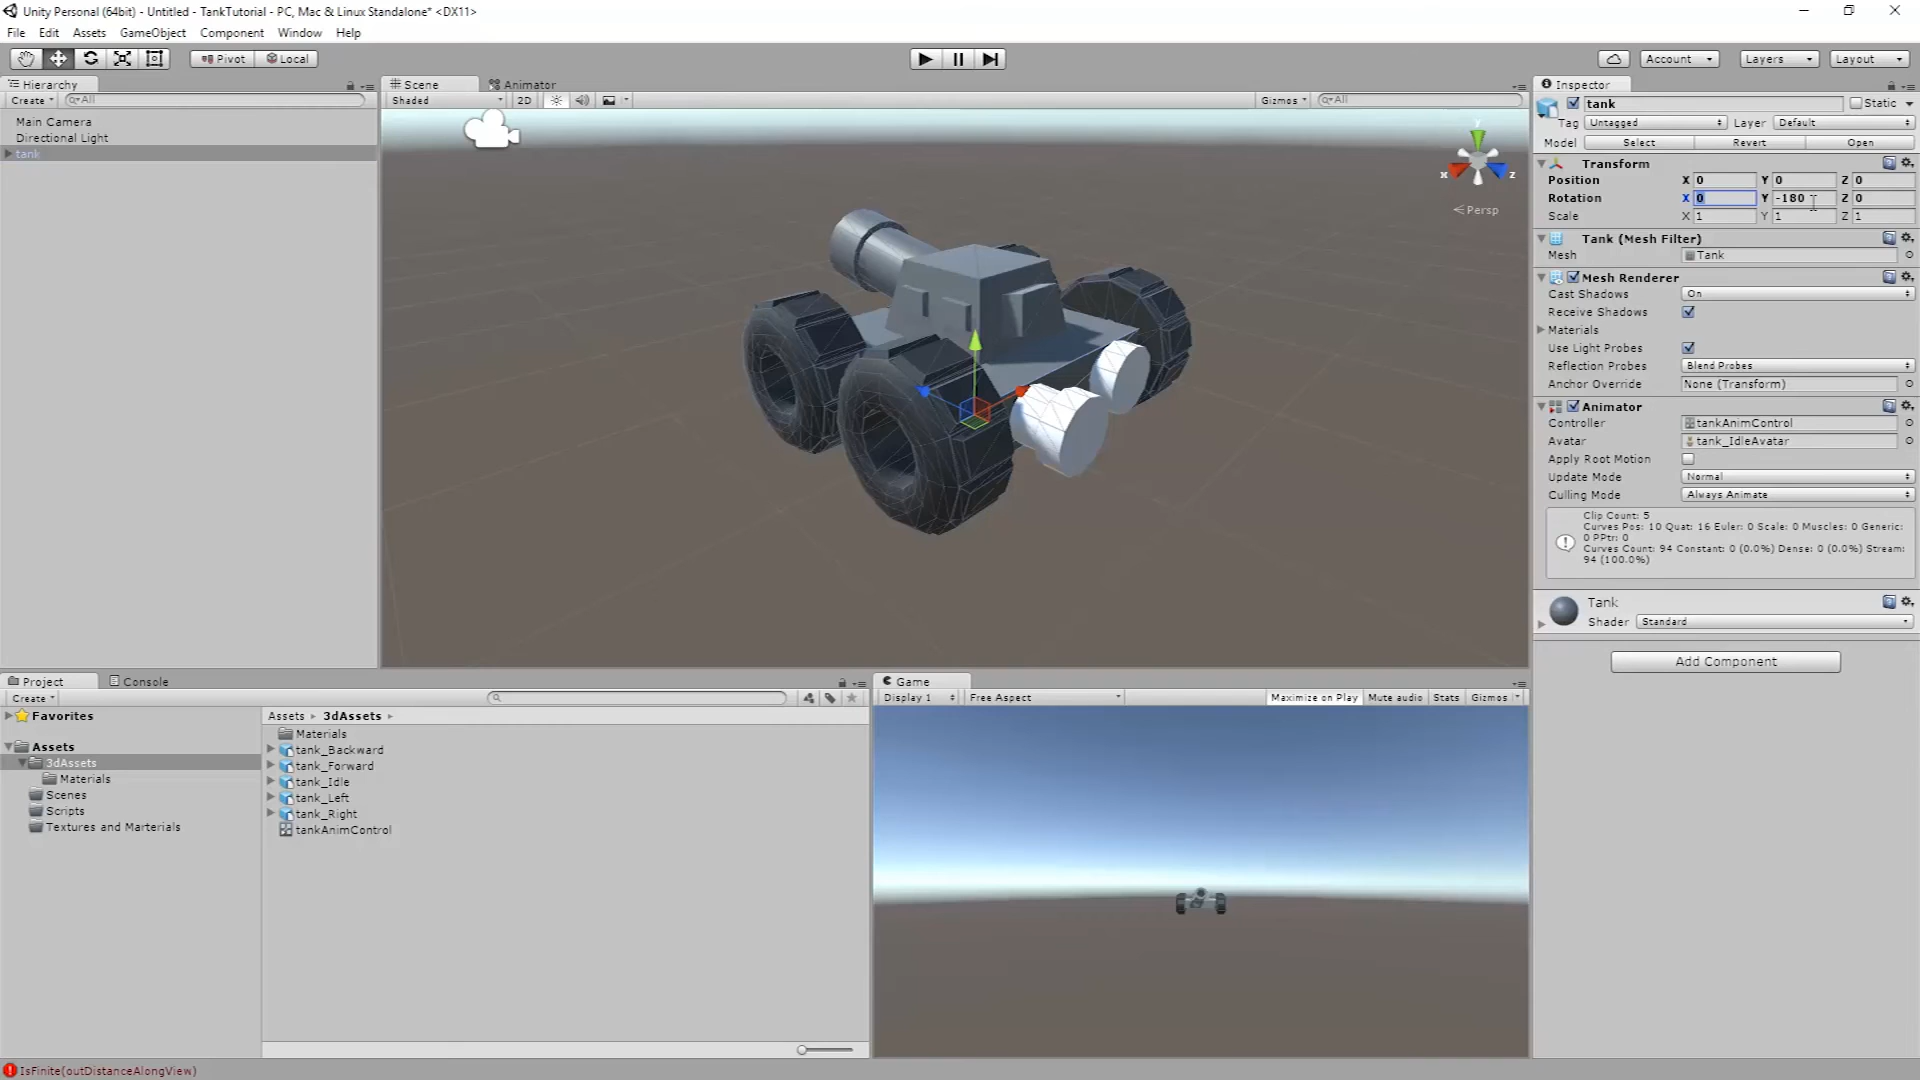 Unity Personal (64bit) - Untitled - TankTutorial - PC, Mac & Linux Standalone* <DX11>
File Edit Assets GameObject Component Window Help
Pivot Local Account Layers Layout
Hierarchy
Create All
Main Camera
Directional Light
tank
Scene Animator
Shaded 2D Gizmos All
y
x z
Persp
Inspector
tank Static
Tag Untagged Layer Default
Model Select Revert Open
Transform
Position X 0 Y 0 Z 0
Rotation X 0 Y -180 Z 0
Scale X 1 Y 1 Z 1
Tank (Mesh Filter)
Mesh Tank
Mesh Renderer
Cast Shadows On
Receive Shadows
Materials
Use Light Probes
Reflection Probes Blend Probes
Anchor Override None (Transform)
Animator
Controller tankAnimControl
Avatar tank_IdleAvatar
Apply Root Motion
Update Mode Normal
Culling Mode Always Animate
Clip Count: 5
Curves Pos: 10 Quat: 16 Euler: 0 Scale: 0 Muscles: 0 Generic:
0 PPtr: 0
Curves Count: 94 Constant: 0 (0.0%) Dense: 0 (0.0%) Stream:
94 (100.0%)
Tank
Shader Standard
Add Component
Project Console
Create
Favorites
Assets
3dAssets
Materials
Scenes
Scripts
Textures and Marterials
Assets 3dAssets
Materials
tank_Backward
tank_Forward
tank_Idle
tank_Left
tank_Right
tankAnimControl
Game
Display 1 Free Aspect Maximize on Play Mute audio Stats Gizmos
IsFinite(outDistanceAlongView)